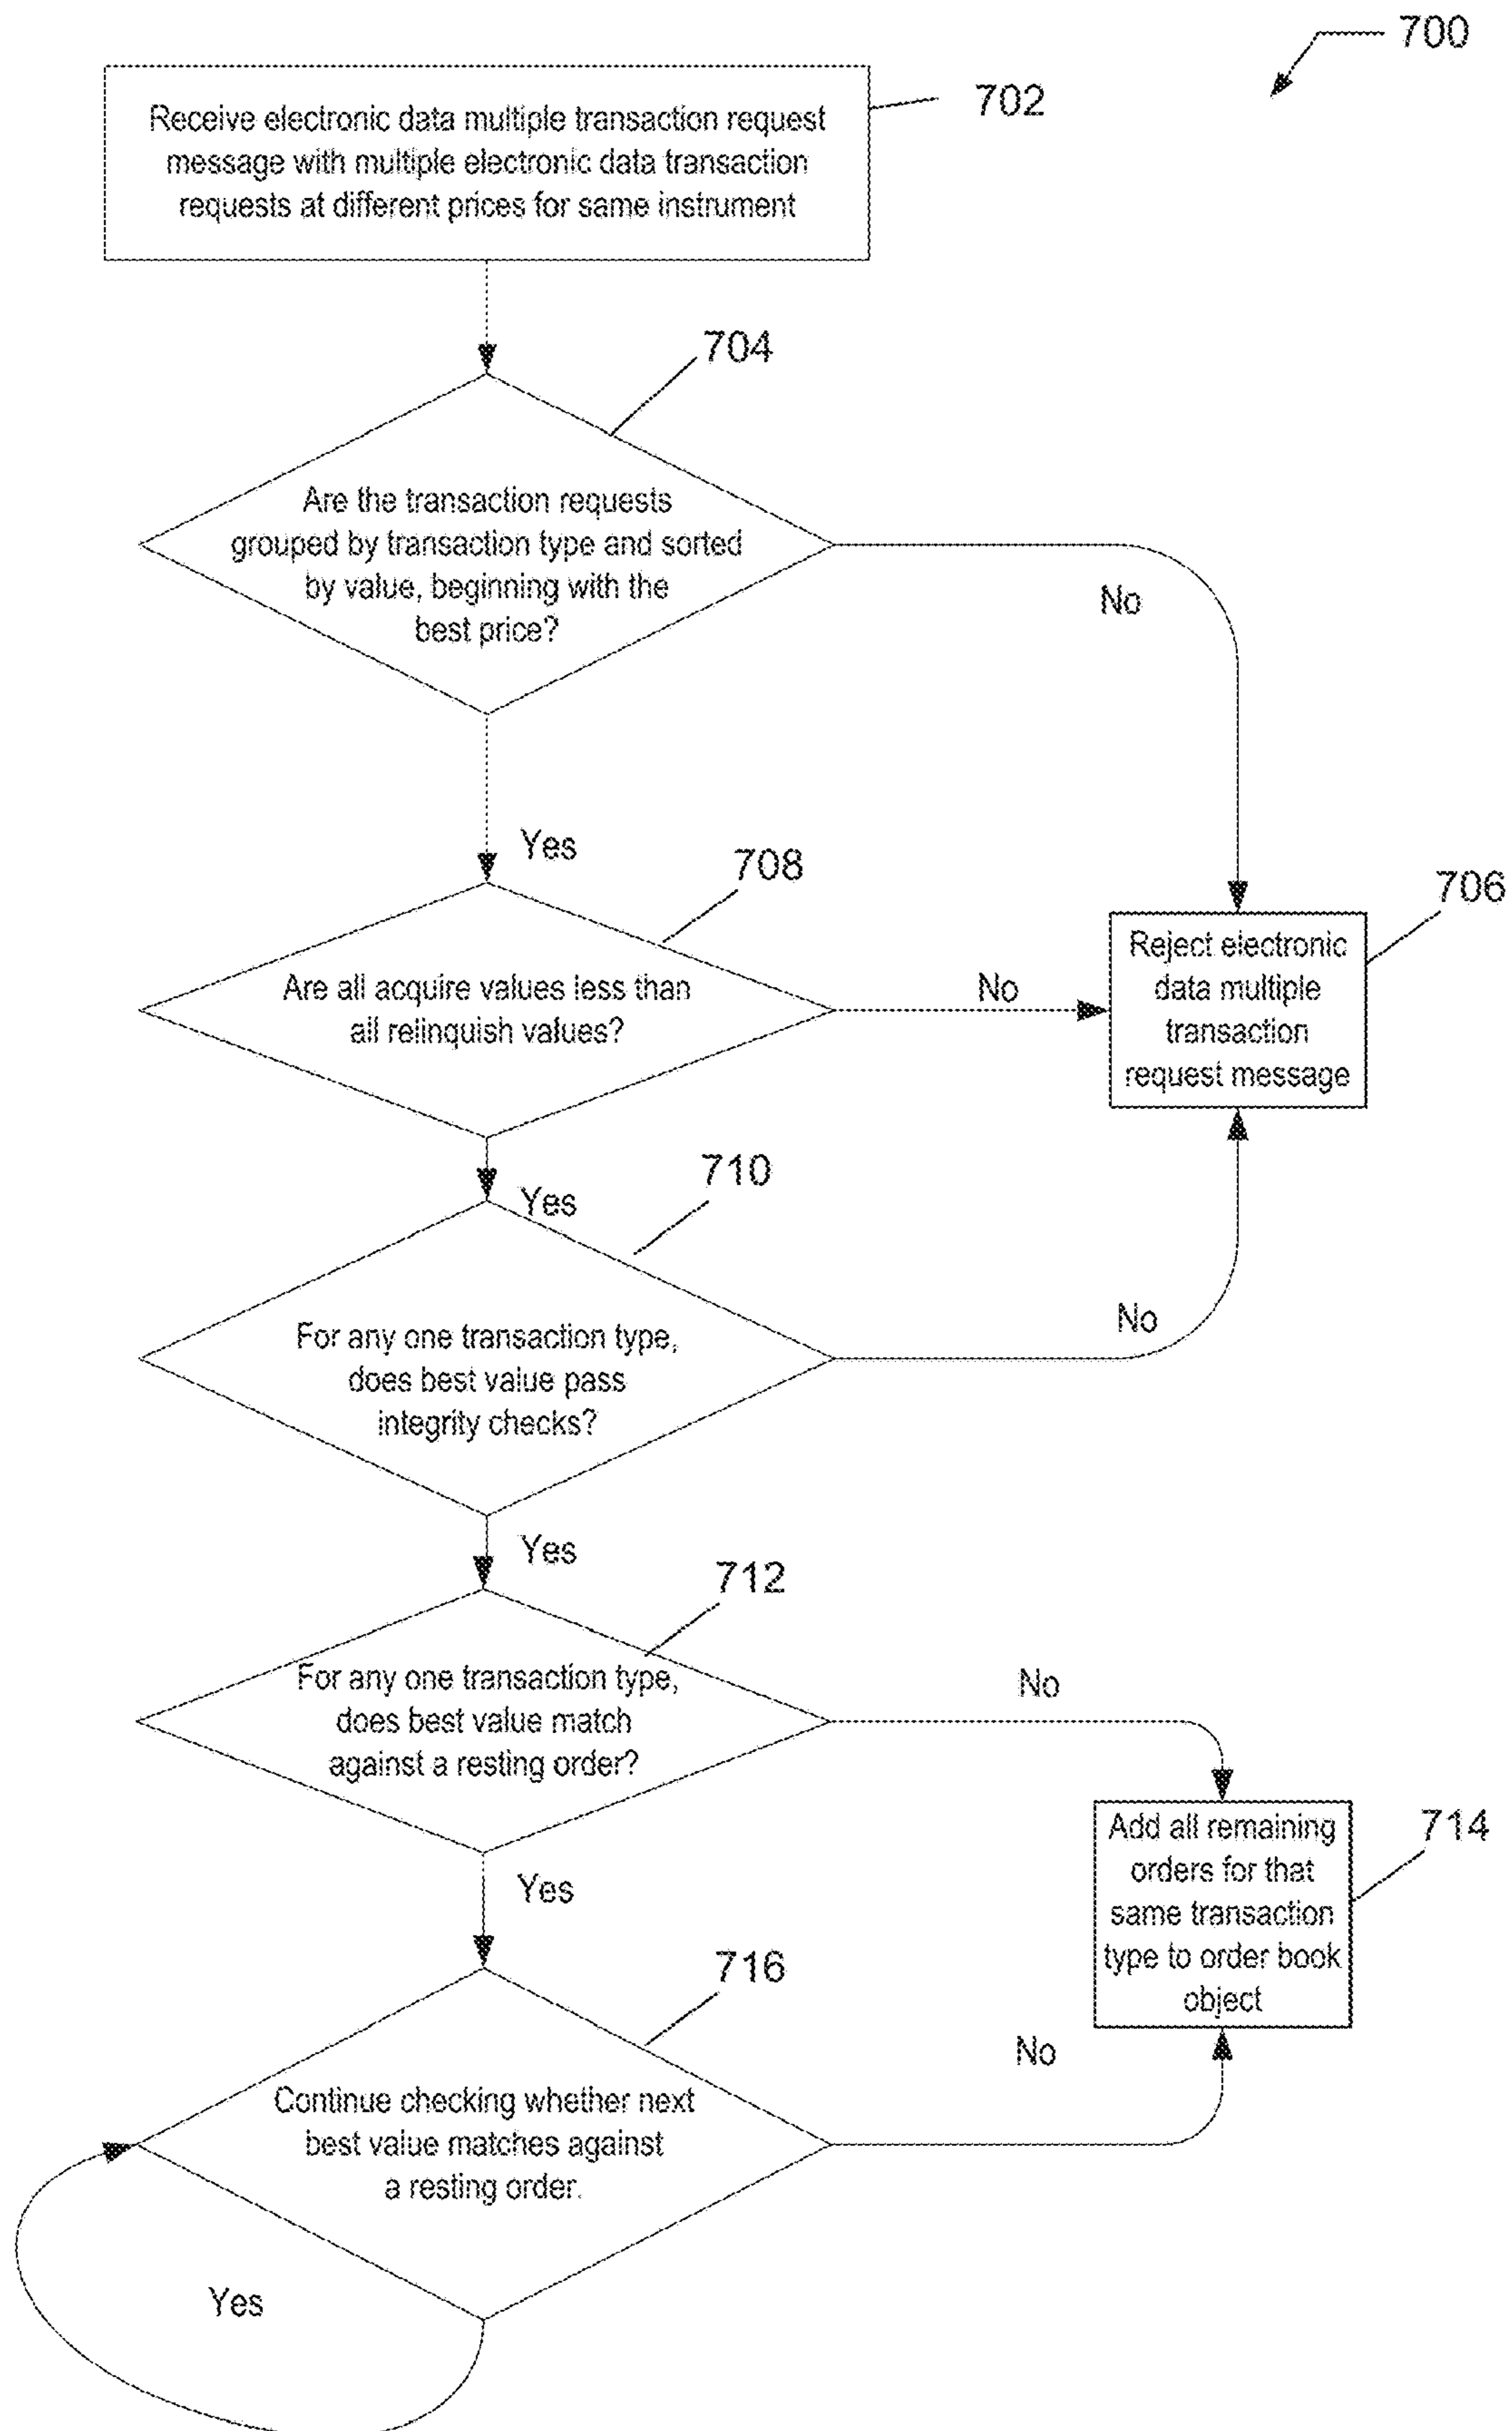 700
702
Receive electronic data multiple transaction request
message with multiple electronic data transaction
requests at different prices for same instrument
704
Are the transaction requests
grouped by transaction type and sorted
by value, beginning with the
best price?
No
Yes
708
706
Reject electronic
data multiple
transaction
request message
Are all acquire values less than
all relinquish values?
No
710
Yes
For any one transaction type,
does best value pass
integrity checks?
No
Yes
712
For any one transaction type,
does best value match
against a resting order?
No
714
Add all remaining
orders for that
same transaction
type to order book
object
Yes
716
No
Continue checking whether next
best value matches against
a resting order.
Yes